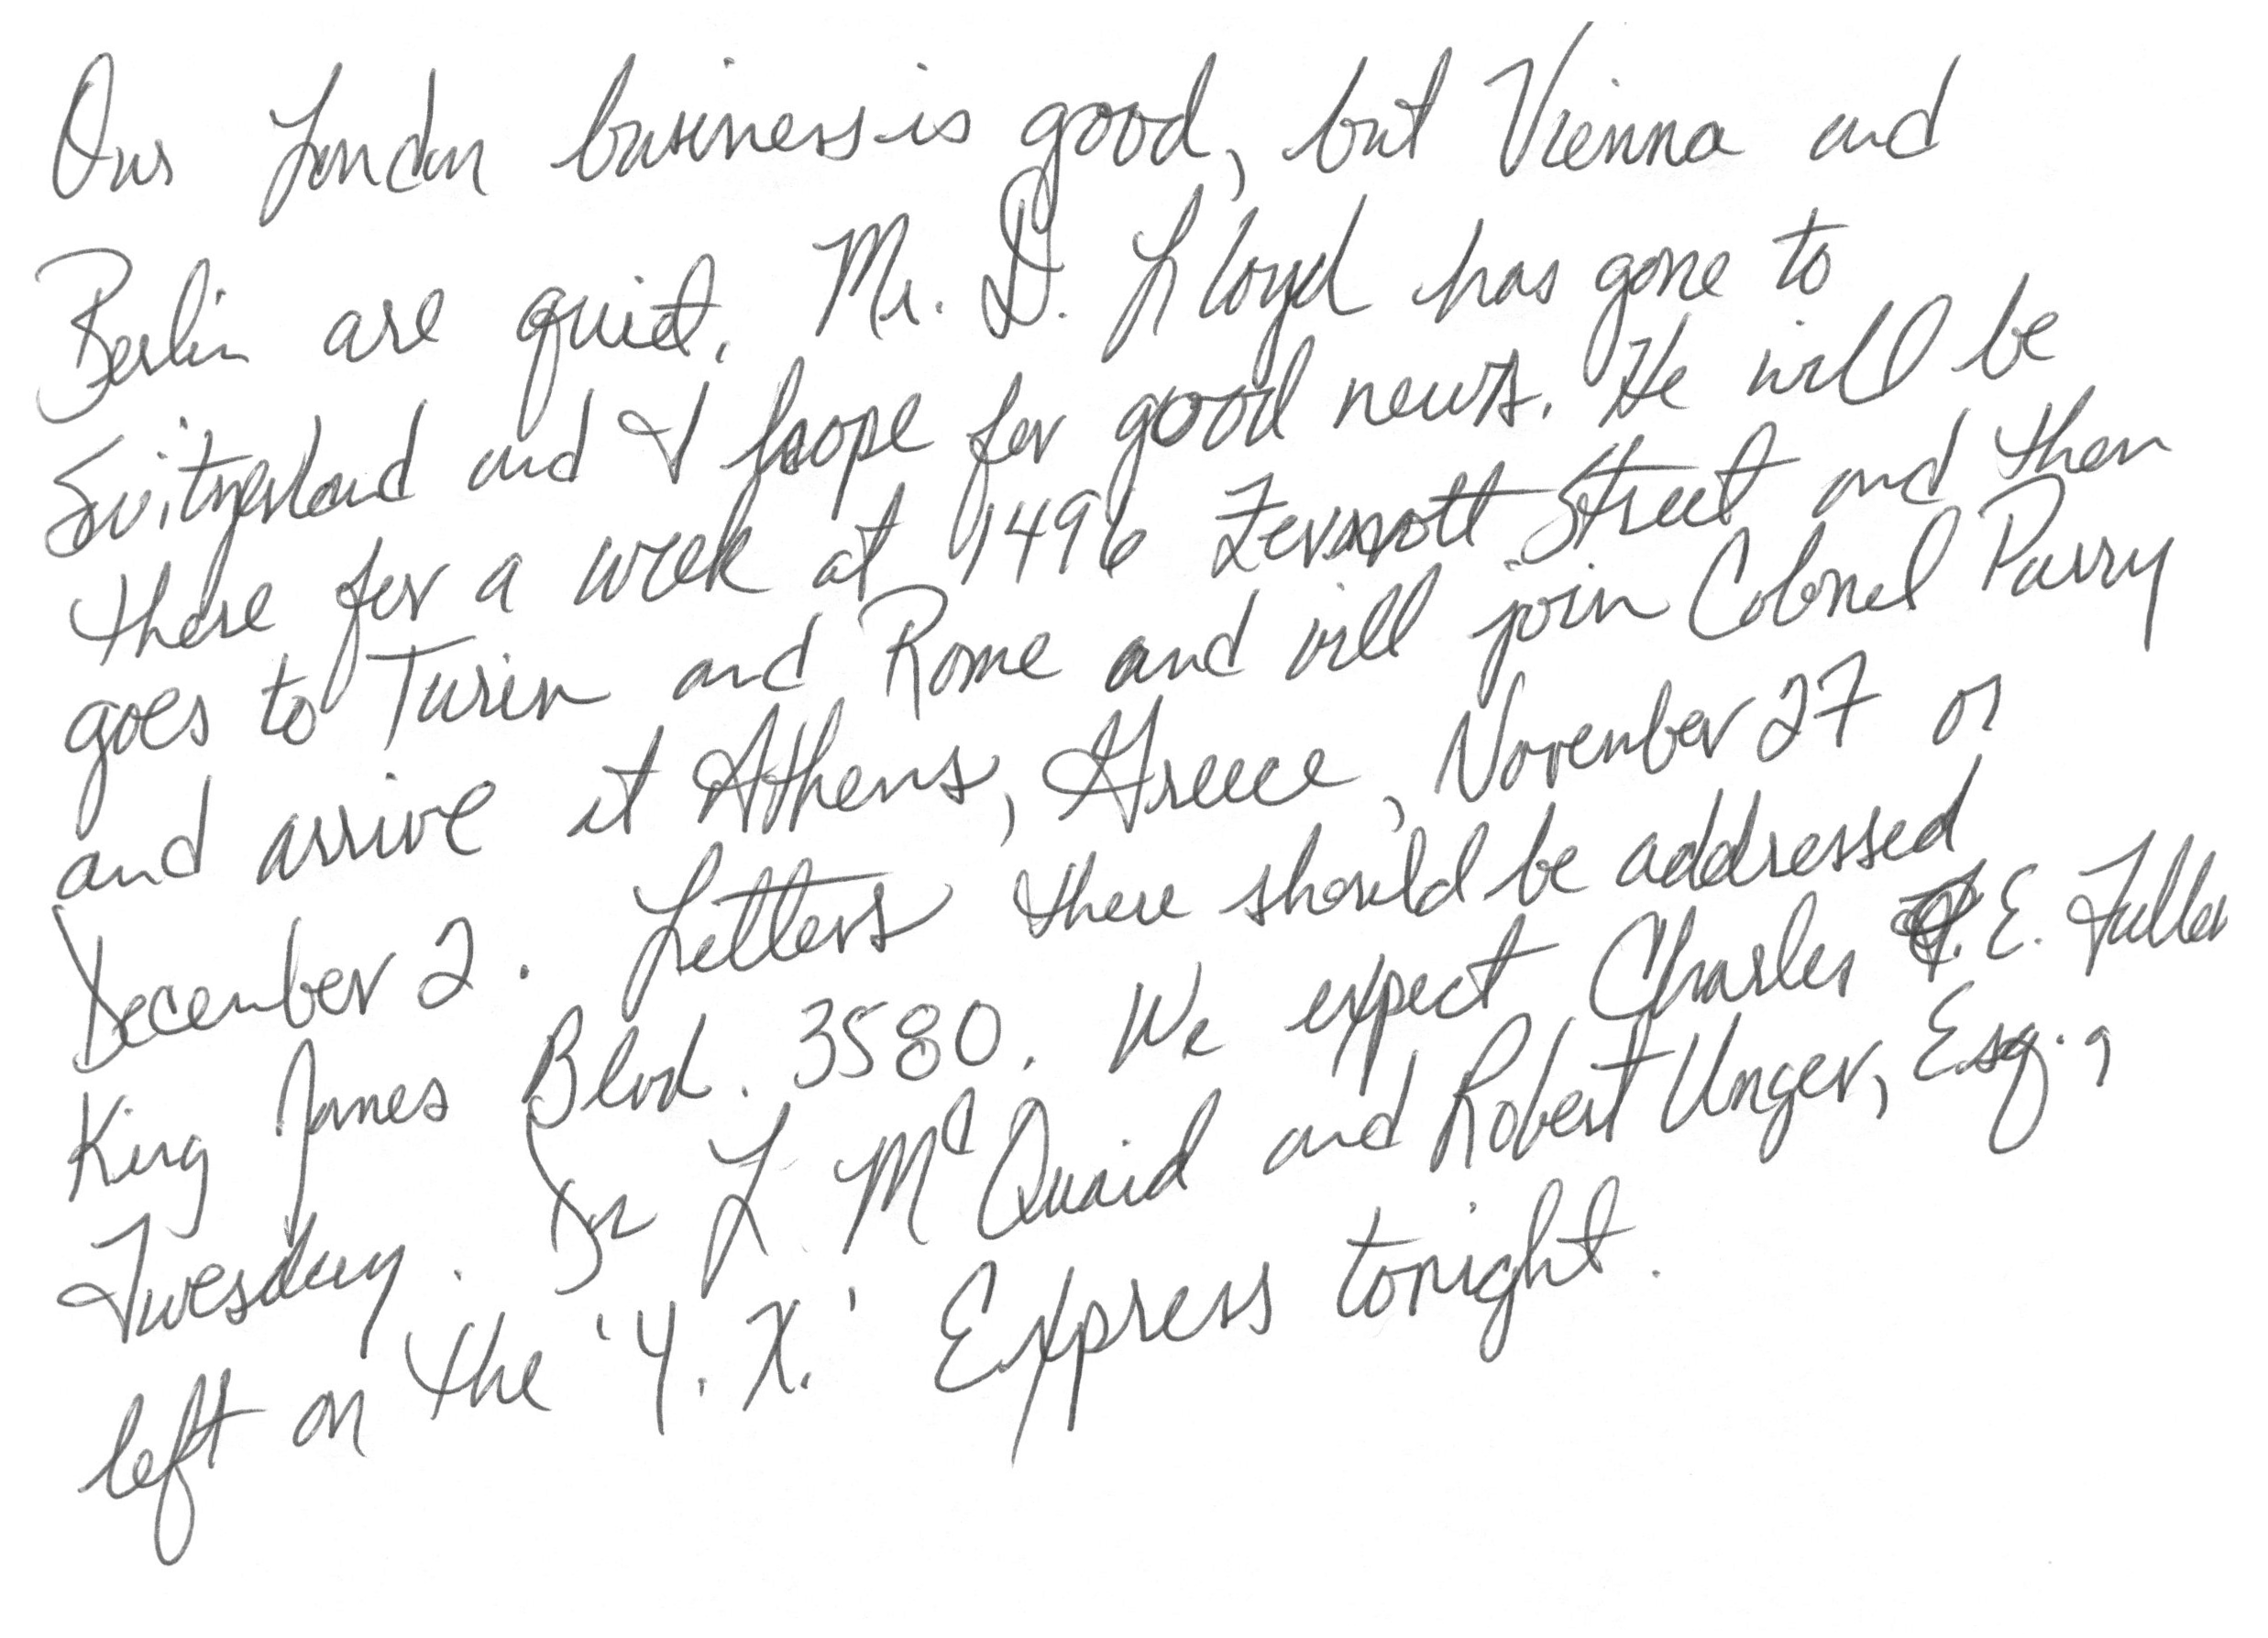 Our London business is good, but Vienna and
Berlin are quiet. Mr. D. Lloyd has gone to
Switzerland and I hope for good news. He will be
there for a week at 1496 Zermott Street and then
goes to Turin and Rome and will join Colonel Parry
and arrive at Athens, Greece, November 27 or
December 2. Letters there should be addressed
King James Blvd. 3580. We expect Charles E. Fuller
Tuesday. Dr L McQuaid and Robert Unger, Esq.,
left on the 'Y. X.' Express tonight.